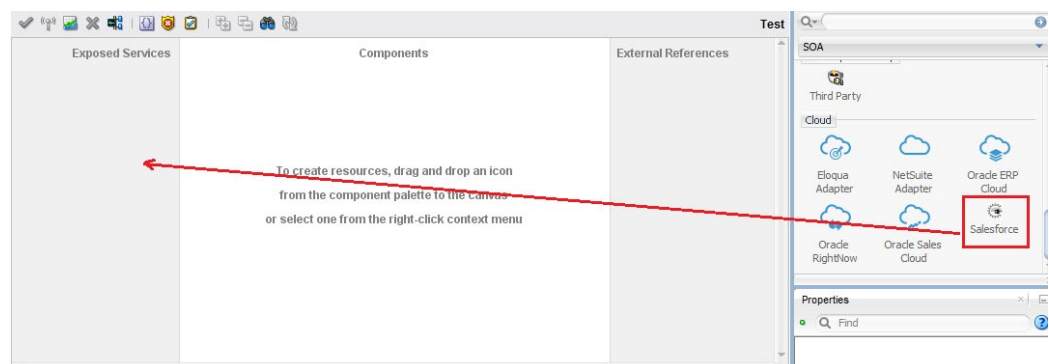 Test
Exposed Services
Components
External References
To create resources, drag and drop an icon
from the component palette to the canvas
or select one from the right-click context menu
SOA
Third Party
Cloud
Eloqua
Adapter
NetSuite
Adapter
Oracle ERP
Cloud
Oracle
RightNow
Oracle Sales
Cloud
Salesforce
Properties
Find